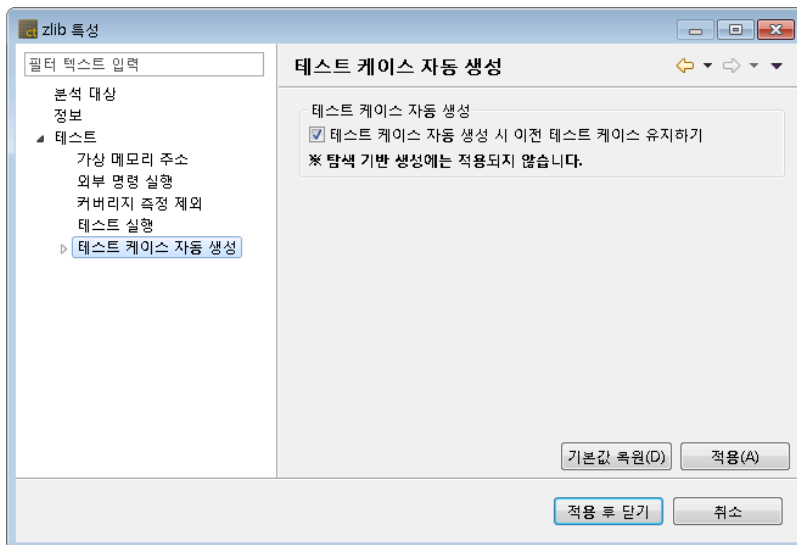 ct zlib 특성
필터 텍스트 입력
분석 대상
정보
테스트
가상 메모리 주소
외부 명령 실행
커버리지 측정 제외
테스트 실행
테스트 케이스 자동 생성
테스트 케이스 자동 생성
테스트 케이스 자동 생성
테스트 케이스 자동 생성 시 이전 테스트 케이스 유지하기
※ 탐색 기반 생성에는 적용되지 않습니다.
기본값 복원(D) 적용(A)
적용 후 닫기 취소